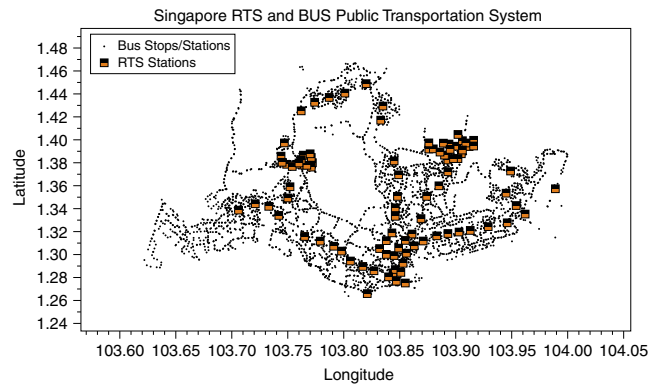 Singapore RTS and BUS Public Transportation System
Bus Stops/Stations
RTS Stations
Latitude
1.48
1.46
1.44
1.42
1.40
1.38
1.36
1.34
1.32
1.30
1.28
1.26
1.24
103.60 103.65 103.70 103.75 103.80 103.85 103.90 103.95 104.00 104.05
Longitude